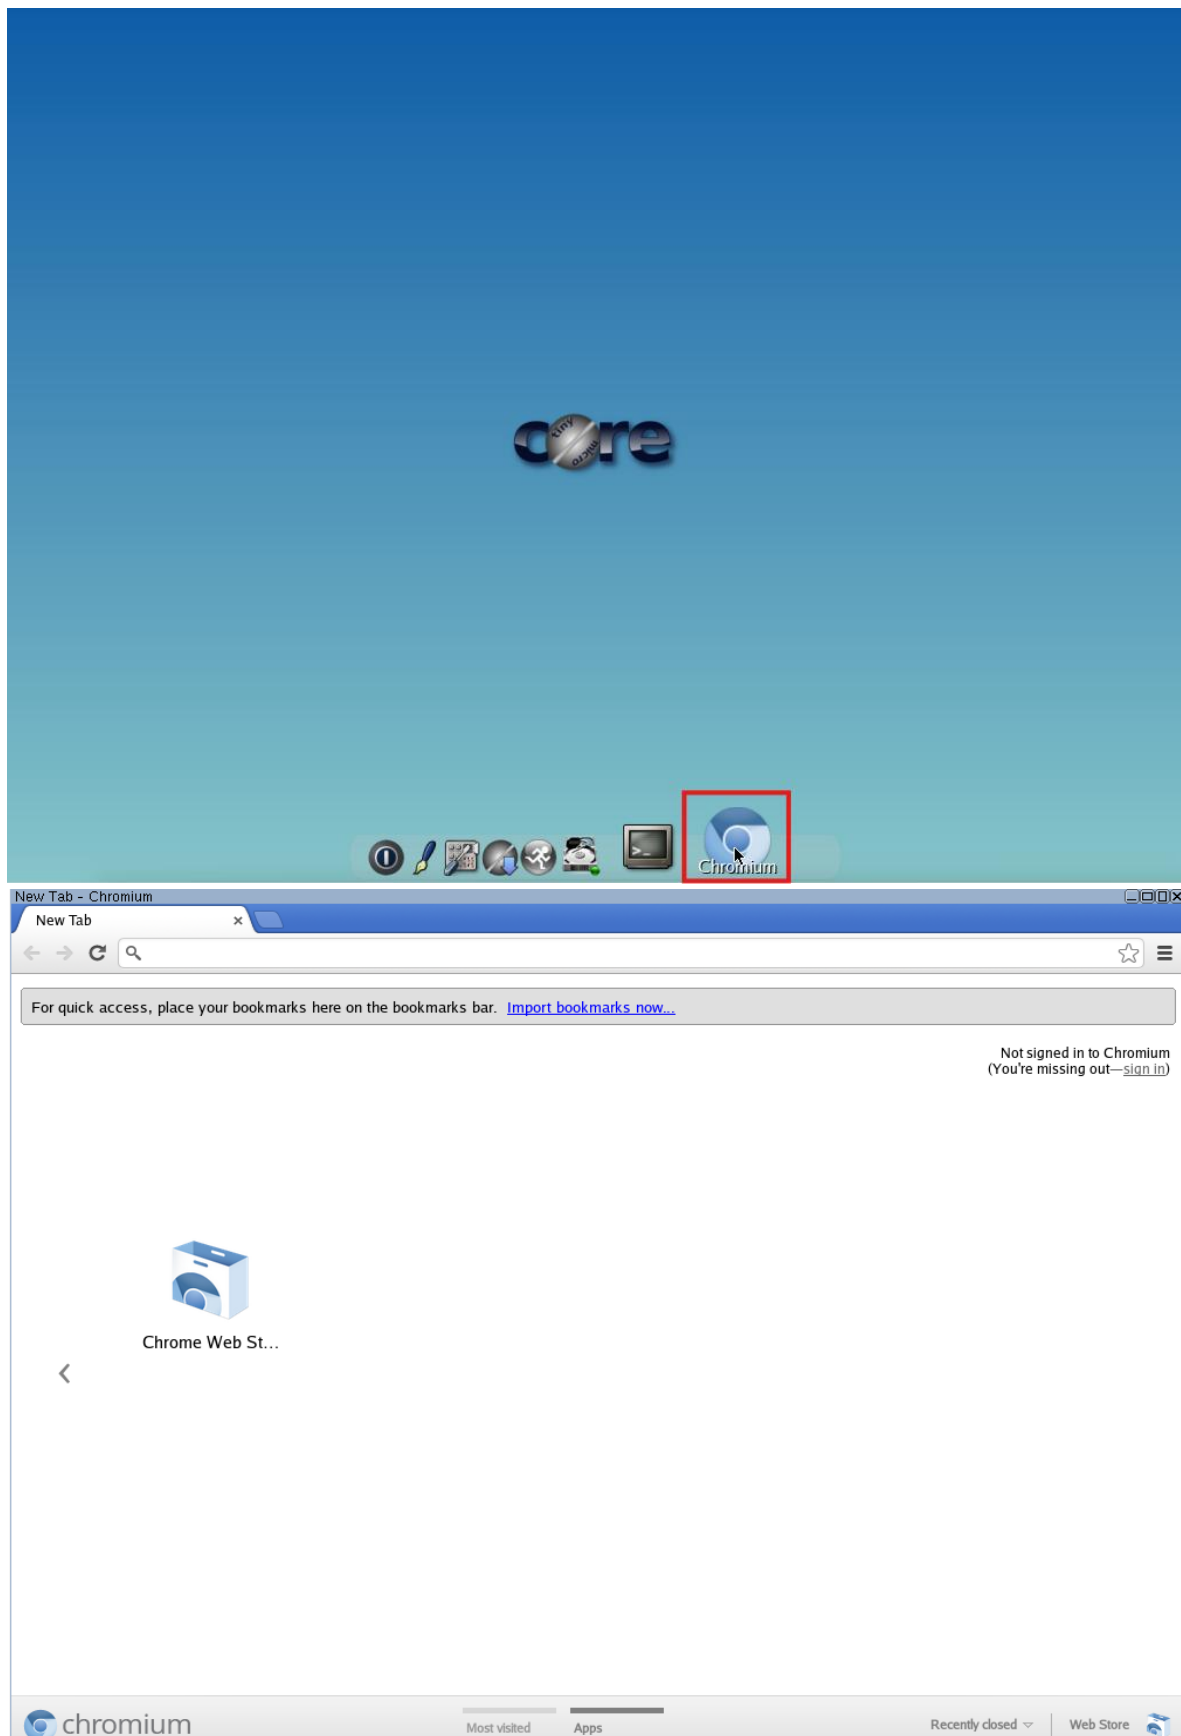 core
tiny
micro
>_
Chromium
New Tab - Chromium
New Tab
For quick access, place your bookmarks here on the bookmarks bar. Import bookmarks now...
Not signed in to Chromium
(You're missing out—sign in)
Chrome Web St...
chromium
Most visited
Apps
Recently closed
Web Store